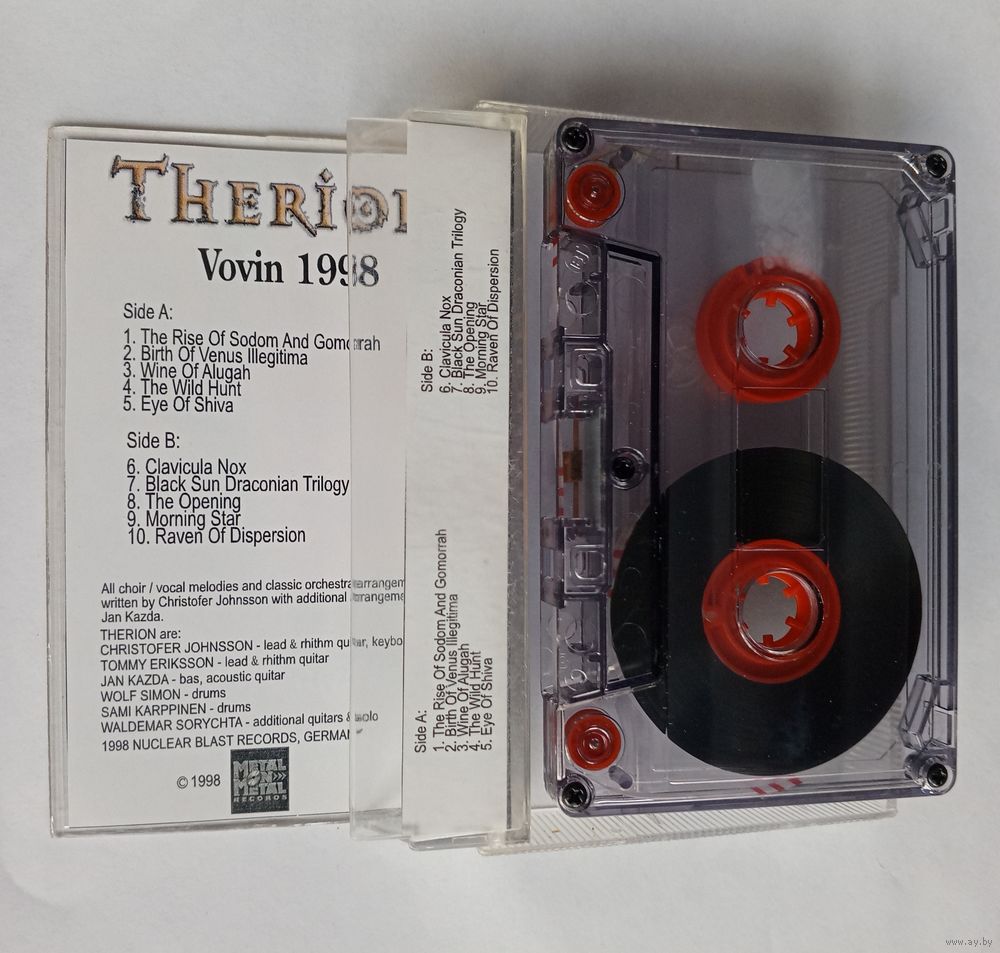 THERION
Vovin 1998
Side A:
1. The Rise Of Sodom And Gomorrah
2. Birth Of Venus Illegitima
3. Wine Of Alugah
4. The Wild Hunt
5. Eye Of Shiva
Side B:
6. Clavicula Nox
7. Black Sun Draconian Trilogy
8. The Opening
9. Morning Star
10. Raven Of Dispersion
All choir / vocal melodies and classic orchestra arrangem
written by Christofer Johnsson with additional arrangeme
Jan Kazda.
THERION are:
CHRISTOFER JOHNSSON - lead & rhithm quitar, keybo
TOMMY ERIKSSON - lead & rhithm quitar
JAN KAZDA - bas, acoustic quitar
WOLF SIMON - drums
SAMI KARPPINEN - drums
WALDEMAR SORYCHTA - additional quitars & solo
1998 NUCLEAR BLAST RECORDS, GERMAN
© 1998
METAL
ON
METAL
RECORDS
Side B:
6. Clavicula Nox
7. Black Sun Draconian Trilogy
8. The Opening
9. Morning Star
10. Raven Of Dispersion
Side A:
1. The Rise Of Sodom And Gomorrah
2. Birth Of Venus Illegitima
3. Wine Of Alugah
4. The Wild Hunt
5. Eye Of Shiva
www.ay.by